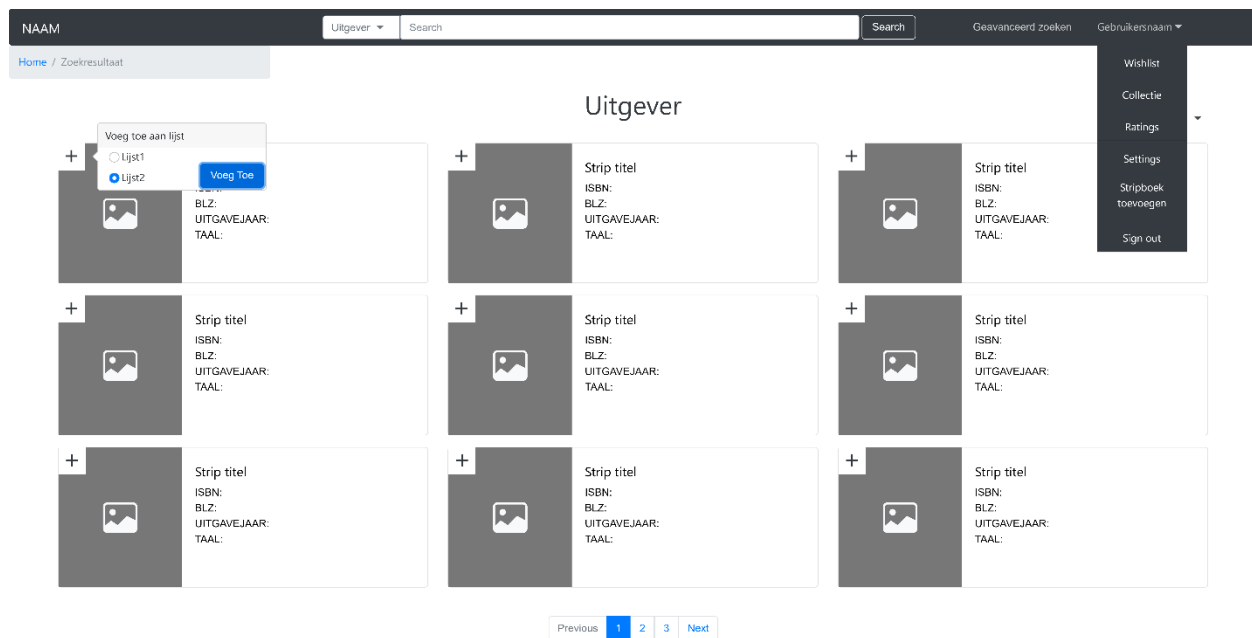 NAAM
Uitgever
Search
Search
Geavanceerd zoeken
Gebruikersnaam
Home / Zoekresultaat
Wishlist
Collectie
Ratings
Settings
Stripboek
toevoegen
Sign out
Uitgever
Voeg toe aan lijst
Lijst1
Lijst2
Voeg Toe
BLZ:
UITGAVEJAAR:
TAAL:
Strip titel
ISBN:
BLZ:
UITGAVEJAAR:
TAAL:
Strip titel
ISBN:
BLZ:
UITGAVEJAAR:
TAAL:
Strip titel
ISBN:
BLZ:
UITGAVEJAAR:
TAAL:
Strip titel
ISBN:
BLZ:
UITGAVEJAAR:
TAAL:
Strip titel
ISBN:
BLZ:
UITGAVEJAAR:
TAAL:
Strip titel
ISBN:
BLZ:
UITGAVEJAAR:
TAAL:
Strip titel
ISBN:
BLZ:
UITGAVEJAAR:
TAAL:
Strip titel
ISBN:
BLZ:
UITGAVEJAAR:
TAAL:
Previous 1 2 3 Next